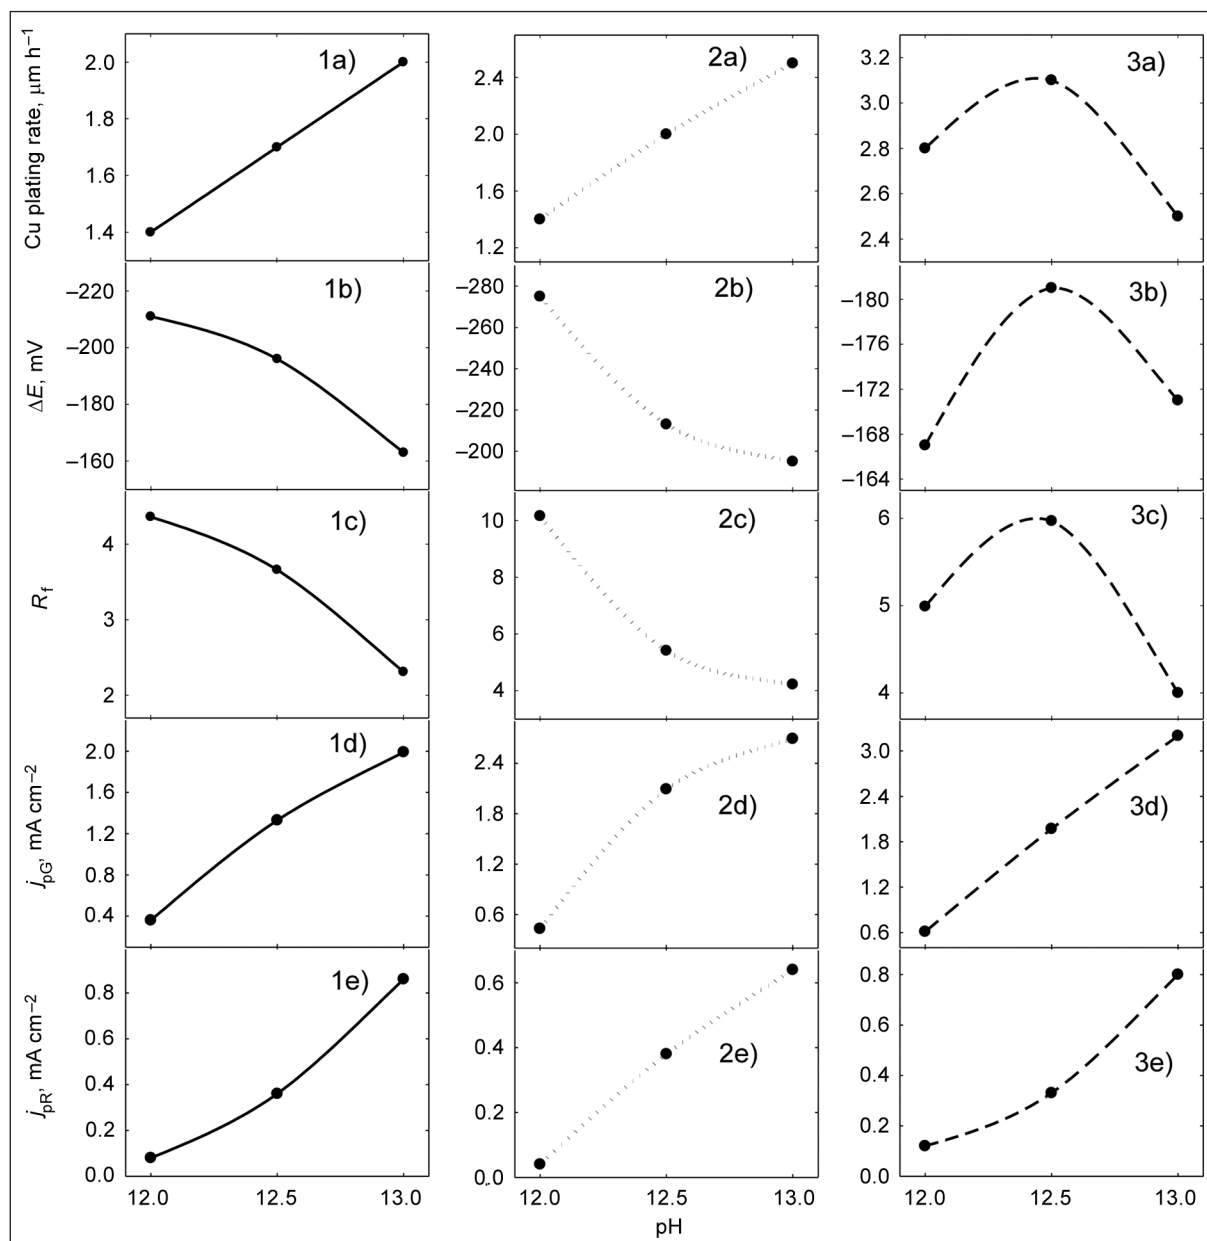 Cu plating rate, μm h⁻¹
2.0
1.8
1.6
1.4
1a)
2.4
2.0
1.6
1.2
2a)
3.2
3.0
2.8
2.6
2.4
3a)
ΔE, mV
–220
–200
–180
–160
1b)
–280
–260
–240
–220
–200
2b)
–180
–176
–172
–168
–164
3b)
Rf
4
3
2
1c)
10
8
6
4
2c)
6
5
4
3c)
jpG, mA cm–2
2.0
1.6
1.2
0.8
0.4
1d)
2.4
1.8
1.2
0.6
2d)
3.0
2.4
1.8
1.2
0.6
3d)
jpR, mA cm–2
0.8
0.6
0.4
0.2
0.0
1e)
0.6
0.4
0.2
0.0
2e)
0.8
0.6
0.4
0.2
0.0
3e)
12.0 12.5 13.0
12.0 12.5 13.0
12.0 12.5 13.0
pH